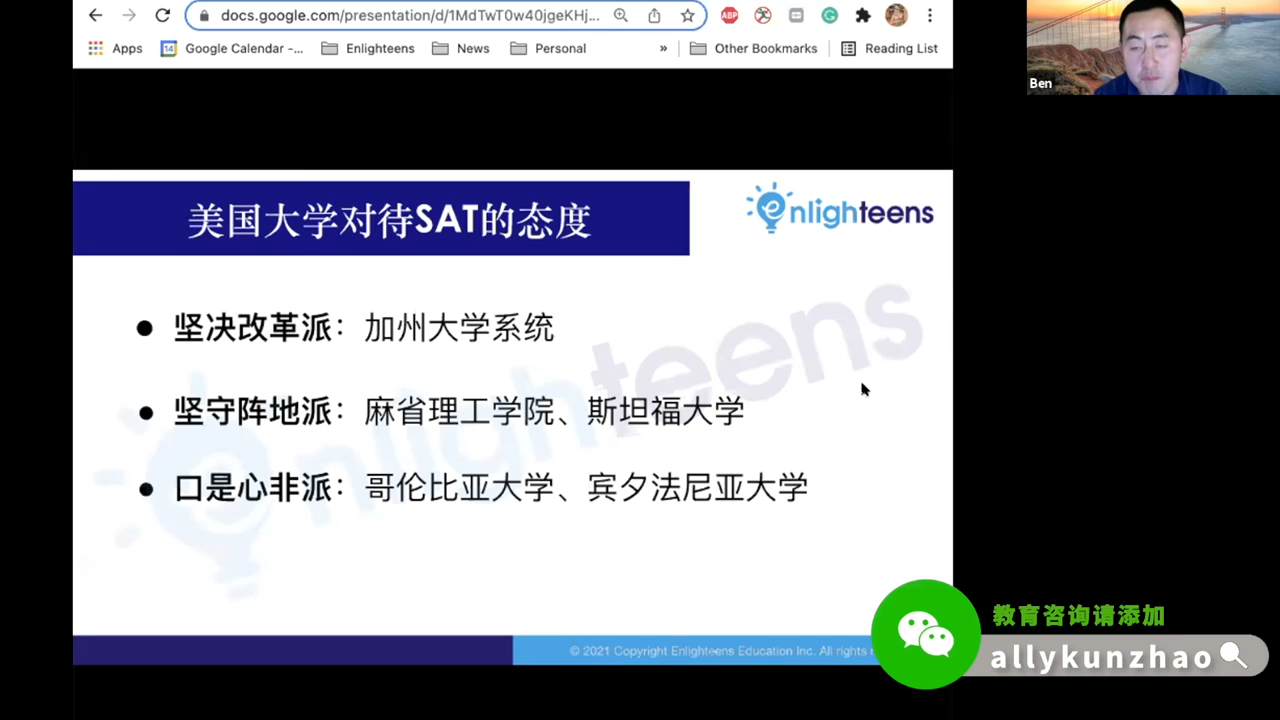 docs.google.com/presentation/d/1MdTwT0w40jgeKHj...
ABP
G
Apps
14
Google Calendar -...
Enlighteens
News
Personal
»
Other Bookmarks
Reading List
Ben
美国大学对待SAT的态度
enlighteens
● 坚决改革派：加州大学系统
● 坚守阵地派：麻省理工学院、斯坦福大学
● 口是心非派：哥伦比亚大学、宾夕法尼亚大学
enlighteens
© 2021 Copyright Enlighteens Education Inc. All rights
教育咨询请添加
allykunzhao